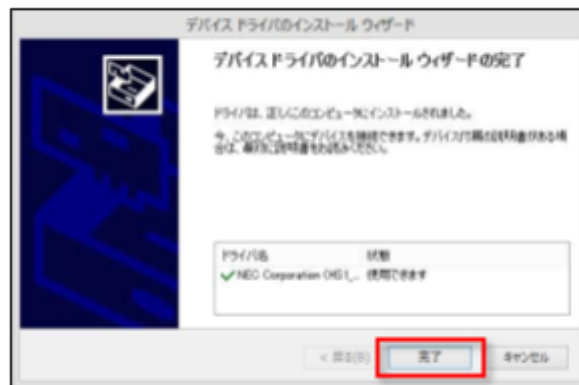 デバイス ドライバのインストール ウィザード
デバイス ドライバのインストール ウィザードの完了
ドライバは、正しくこのコンピュータにインストールされました。
今、このコンピュータにデバイスを接続できます。デバイス付属の説明書がある場
合は、最初に説明書をお読みください。
ドライバ名 状態
NEC Corporation (HS1_... 使用できます
< 戻る(B) 完了 キャンセル